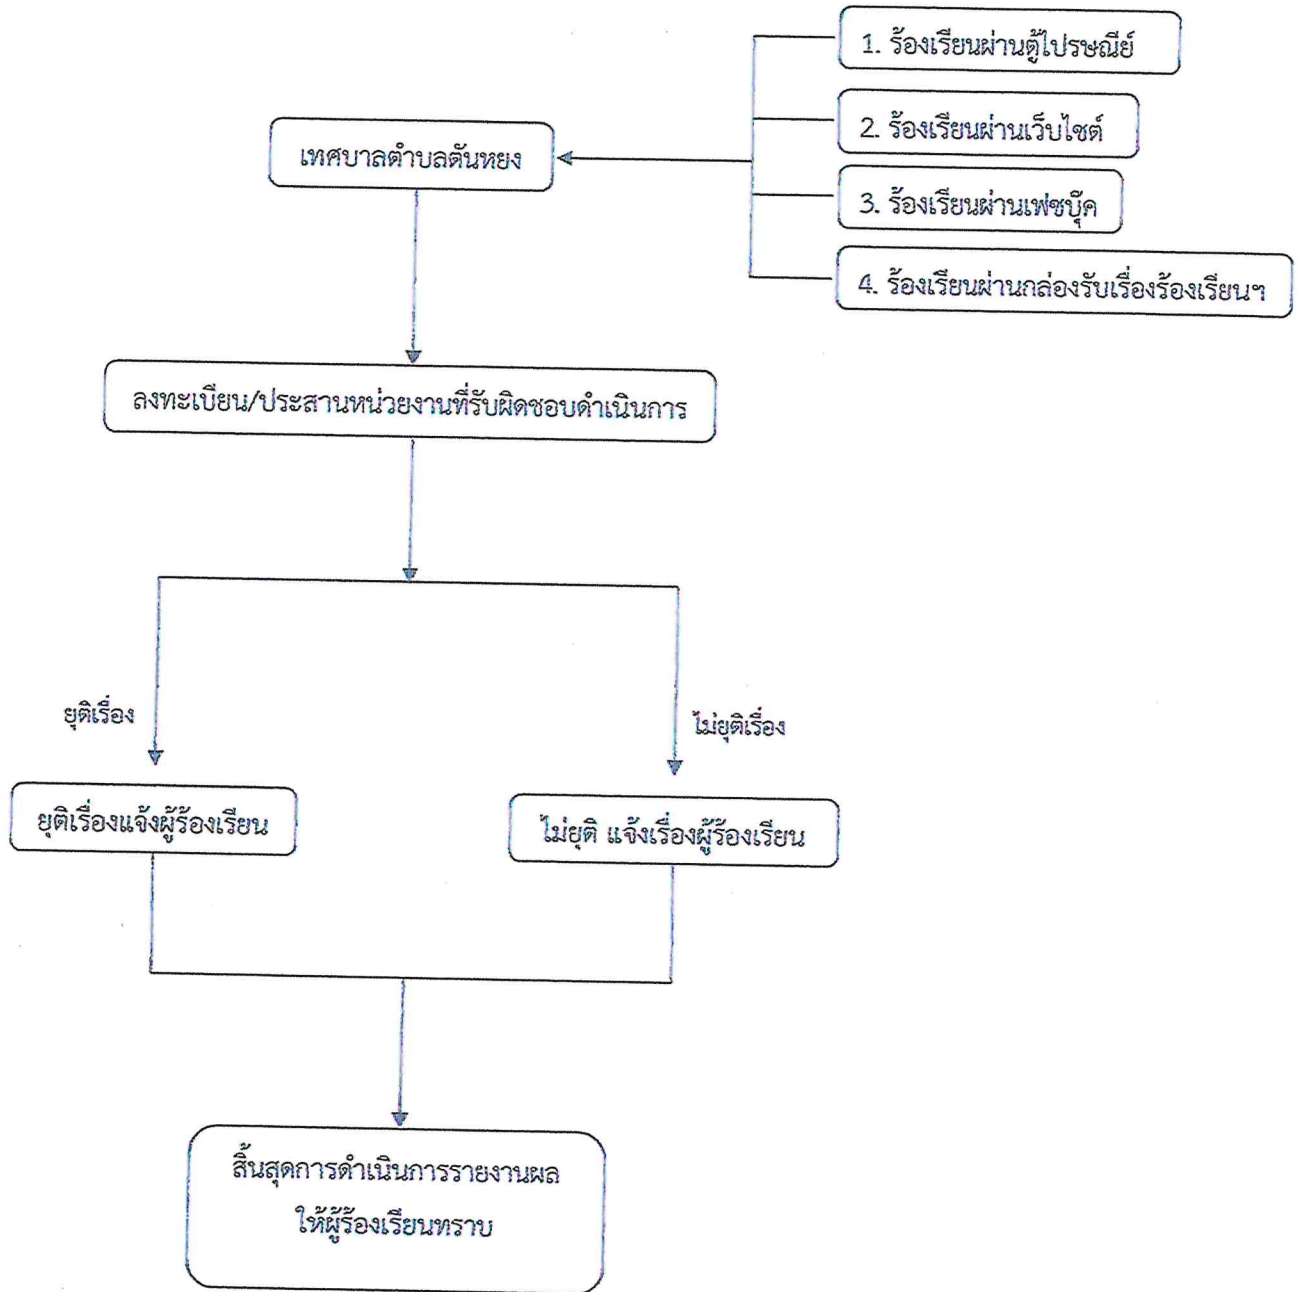 1. ร้องเรียนผ่านตู้ไปรษณีย์
2. ร้องเรียนผ่านเว็บไซต์
เทศบาลตำบลตันหยง
3. ร้องเรียนผ่านเฟซบุ๊ค
4. ร้องเรียนผ่านกล่องรับเรื่องร้องเรียนฯ
ลงทะเบียน/ประสานหน่วยงานที่รับผิดชอบดำเนินการ
ยุติเรื่อง
ไม่ยุติเรื่อง
ยุติเรื่องแจ้งผู้ร้องเรียน
ไม่ยุติ แจ้งเรื่องผู้ร้องเรียน
สิ้นสุดการดำเนินการรายงานผล
ให้ผู้ร้องเรียนทราบ